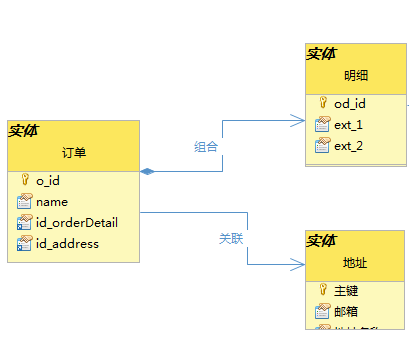 实体
订单
o_id
name
id_orderDetail
id_address
组合
关联
实体
明细
od_id
ext_1
ext_2
实体
地址
主键
邮箱